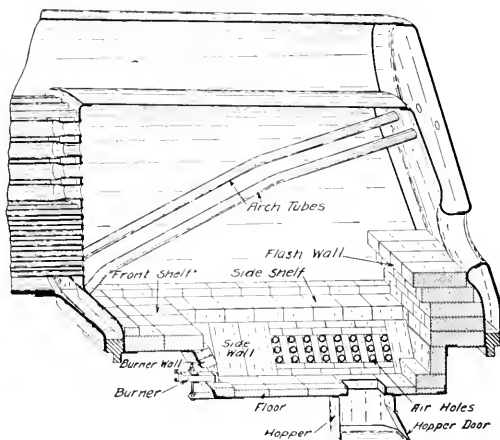 Arch Tubes
Flash Wall
"Front Shelf"
Side Shelf
Side
Wall
Burner Wall
Burner
Floor
Air Holes
Hopper
Hopper Door